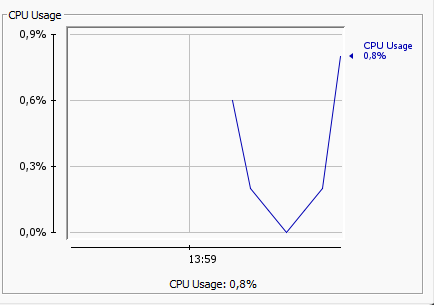 CPU Usage
0,9%
CPU Usage
0,8%
0,6%
0,3%
0,0%
13:59
CPU Usage: 0,8%